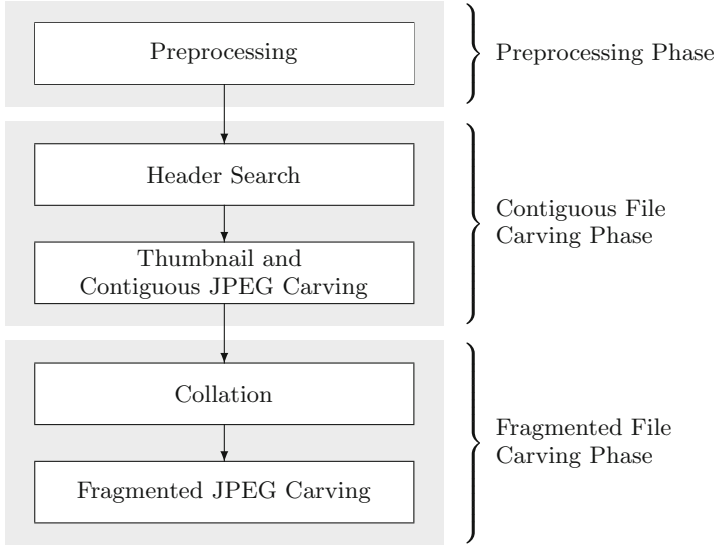 Preprocessing
Preprocessing Phase
Header Search
Thumbnail and
Contiguous JPEG Carving
Contiguous File
Carving Phase
Collation
Fragmented JPEG Carving
Fragmented File
Carving Phase